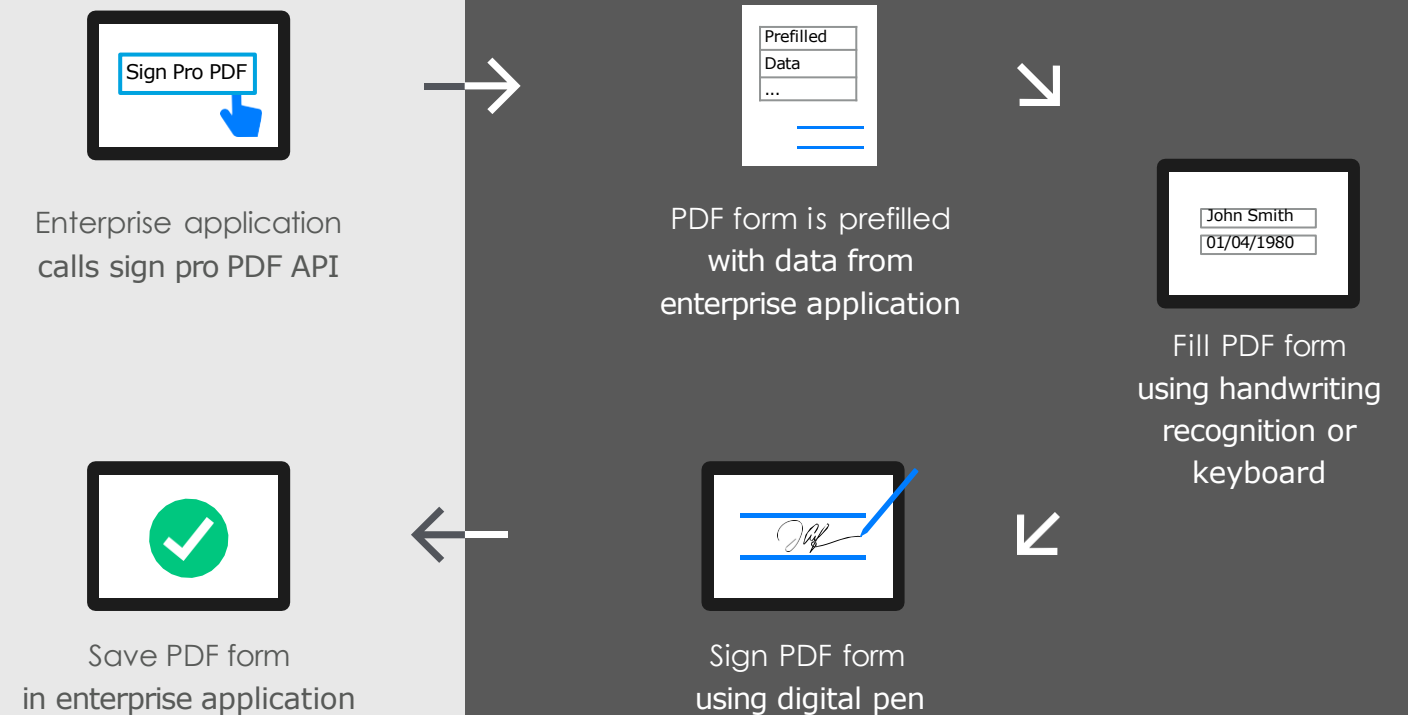 Sign Pro PDF
Enterprise application
calls sign pro PDF API
Prefilled
Data
...
PDF form is prefilled
with data from
enterprise application
John Smith
01/04/1980
Fill PDF form
using handwriting
recognition or
keyboard
Sign PDF form
using digital pen
Save PDF form
in enterprise application